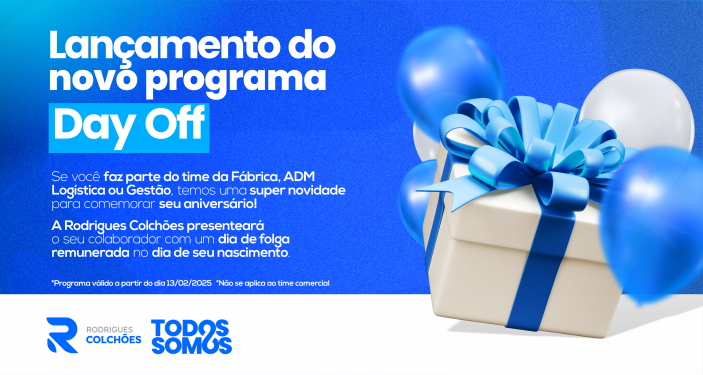 Lançamento do
novo programa
Day Off
Se você faz parte do time da Fábrica, ADM
Logistica ou Gestão, temos uma super novidade
para comemorar seu aniversário!
A Rodrigues Colchões presenteará
o seu colaborador com um dia de folga
remunerada no dia de seu nascimento.
*Programa válido a partir do dia 13/02/2025 *Não se aplica ao time comercial
RODRIGUES
COLCHÕES
TODOS
SOMOS